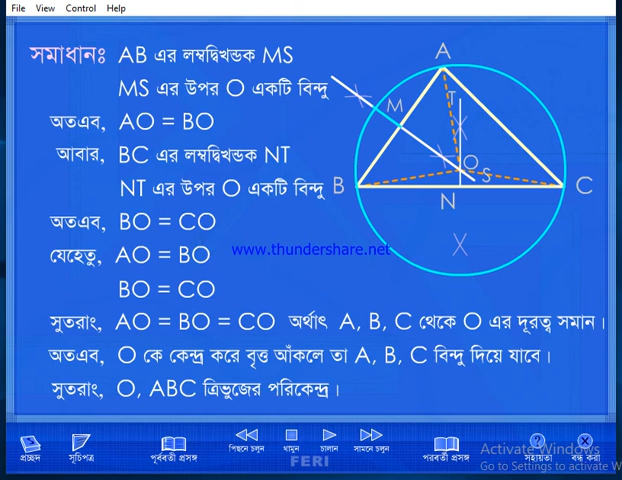 File View Control Help
সমাধানঃ AB এর লম্বদ্বিখন্ডক MS
MS এর উপর O একটি বিন্দু
অতএব, AO = BO
আবার, BC এর লম্বদ্বিখন্ডক NT
NT এর উপর O একটি বিন্দু
অতএব, BO = CO
যেহেতু, AO = BO
www.thundershare.net
BO = CO
সুতরাং, AO = BO = CO অর্থাৎ A, B, C থেকে O এর দূরত্ব সমান।
অতএব, O কে কেন্দ্র করে বৃত্ত আঁকলে তা A, B, C বিন্দু দিয়ে যাবে।
সুতরাং, O, ABC ত্রিভুজের পরিকেন্দ্র।
A
T
M
O
S
B
C
N
প্রচ্ছদ সূচিপত্র পূর্ববর্তী প্রসঙ্গ পিছনে চলুন থামুন চালান সামনে চলুন পরবর্তী প্রসঙ্গ সহায়তা বন্ধ করা
FERI
Activate Windows
Go to Settings to activate W